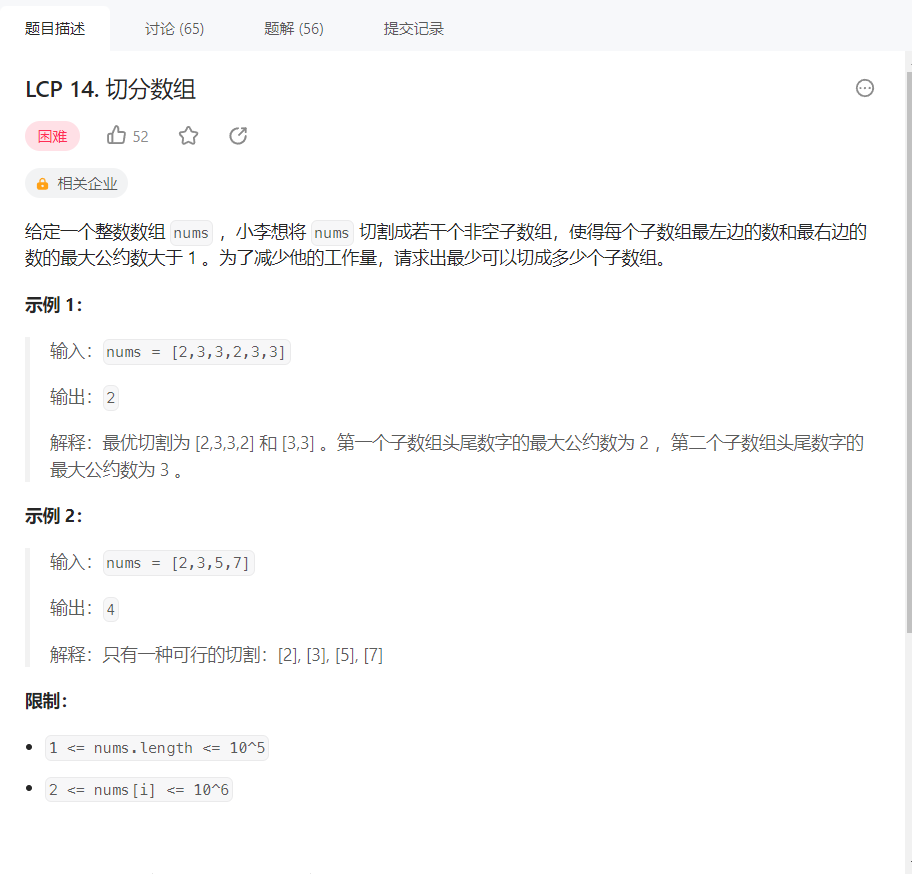 题目描述 讨论 (65) 题解 (56) 提交记录
LCP 14. 切分数组
困难 52
相关企业
给定一个整数数组 nums ，小李想将 nums 切割成若干个非空子数组，使得每个子数组最左边的数和最右边的
数的最大公约数大于 1 。为了减少他的工作量，请求出最少可以切成多少个子数组。
示例 1：
输入：nums = [2,3,3,2,3,3]
输出：2
解释：最优切割为 [2,3,3,2] 和 [3,3] 。第一个子数组头尾数字的最大公约数为 2 ，第二个子数组头尾数字的
最大公约数为 3 。
示例 2：
输入：nums = [2,3,5,7]
输出：4
解释：只有一种可行的切割：[2], [3], [5], [7]
限制：
• 1 <= nums.length <= 10^5
• 2 <= nums[i] <= 10^6